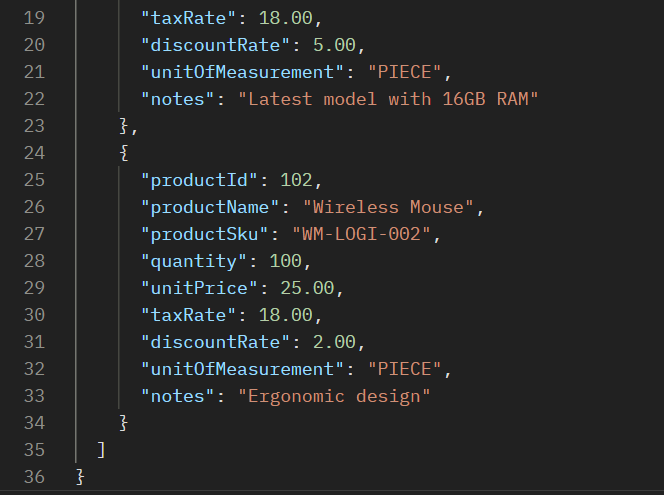 19 "taxRate": 18.00,
20 "discountRate": 5.00,
21 "unitOfMeasurement": "PIECE",
22 "notes": "Latest model with 16GB RAM"
23 },
24 {
25 "productId": 102,
26 "productName": "Wireless Mouse",
27 "productSku": "WM-LOGI-002",
28 "quantity": 100,
29 "unitPrice": 25.00,
30 "taxRate": 18.00,
31 "discountRate": 2.00,
32 "unitOfMeasurement": "PIECE",
33 "notes": "Ergonomic design"
34 }
35 ]
36 }